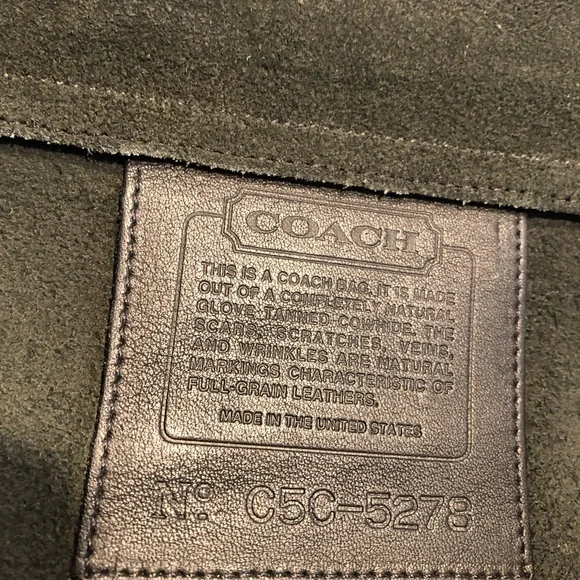 COACH
THIS IS A COACH BAG. IT IS MADE
OUT OF A COMPLETELY NATURAL
GLOVE TANNED COWHIDE. THE
SCARS, SCRATCHES, VEINS,
AND WRINKLES ARE NATURAL
MARKINGS CHARACTERISTIC OF
FULL-GRAIN LEATHERS.
MADE IN THE UNITED STATES
Nº C5C-5278